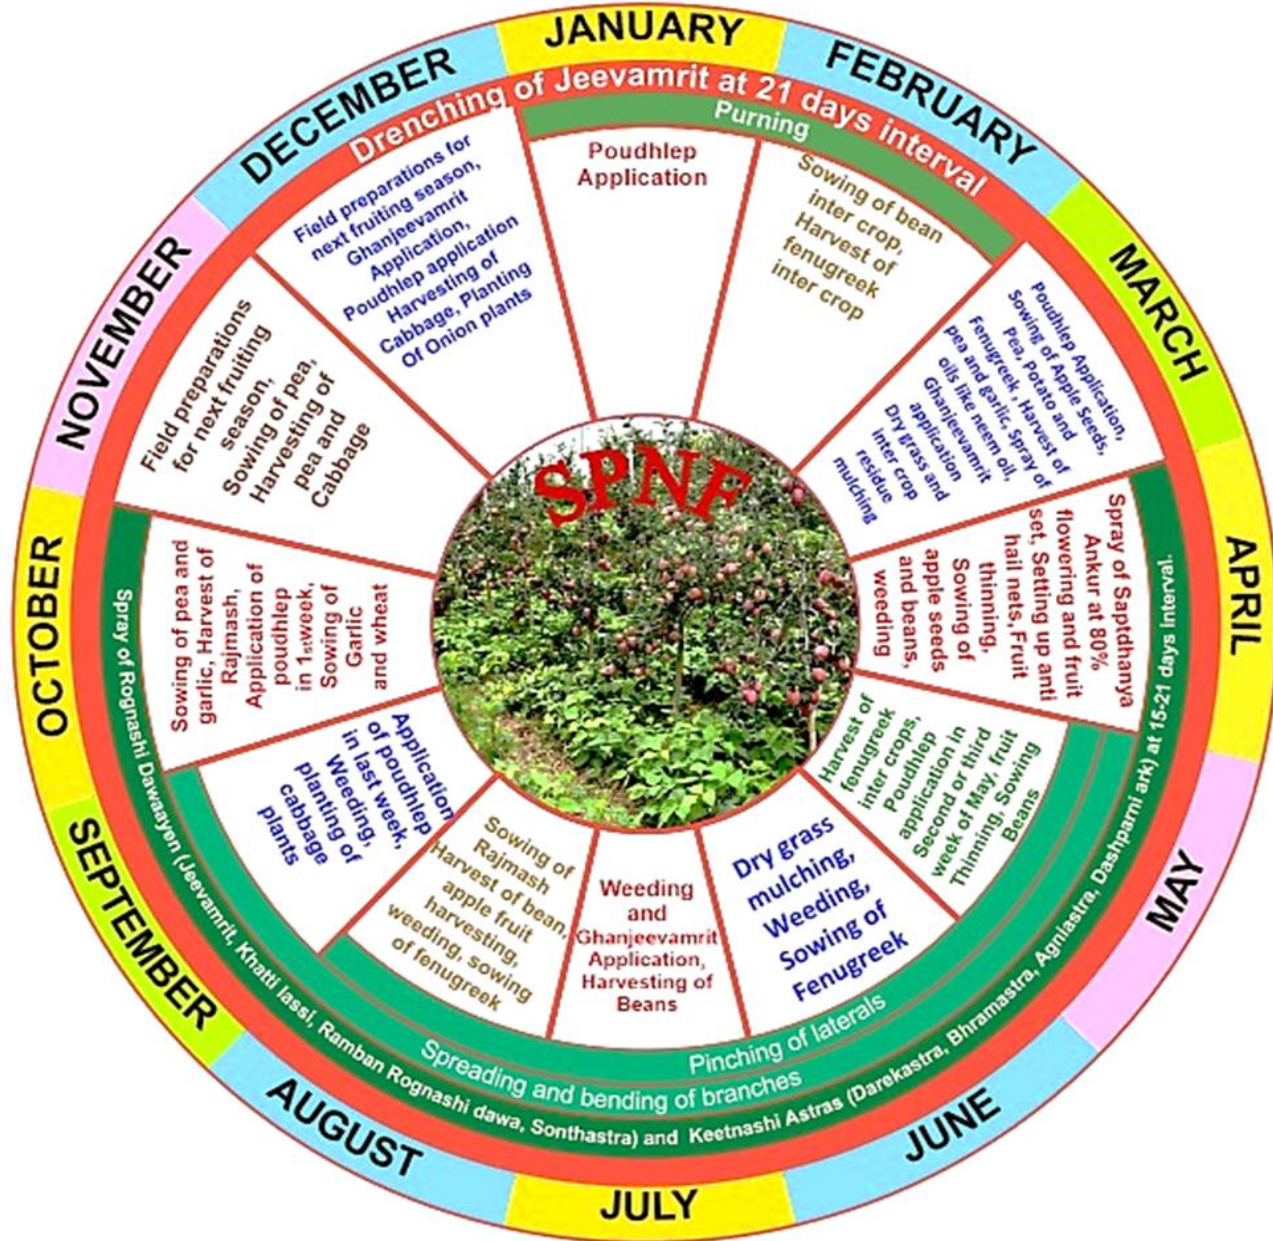 JANUARY
FEBRUARY
MARCH
APRIL
MAY
JUNE
JULY
AUGUST
SEPTEMBER
OCTOBER
NOVEMBER
DECEMBER
Drenching of Jeevamrit at 21 days interval
Purning
Poudhlep
Application
Sowing of bean
inter crop,
Harvest of
fenugreek
inter crop
Poudhlep Application,
Sowing of Apple Seeds,
Pea, Potato and
Fenugreek , Harvest of
pea and garlic, Spray of
oils like neem oil,
Ghanjeevamrit
application
Dry grass and
inter crop
residue
mulching
Spray of Saptdhanya
Ankur at 80%
flowering and fruit
set, Setting up anti
hail nets, Fruit
thinning,
Sowing of
apple seeds
and beans,
weeding
Harvest of
fenugreek
inter crops,
Poudhlep
application in
Second or third
week of May, fruit
Thinning, Sowing
Beans
Dry grass
mulching,
Weeding,
Sowing of
Fenugreek
Weeding
and
Ghanjeevamrit
Application,
Harvesting of
Beans
Sowing of
Rajmash
Harvest of bean,
apple fruit
harvesting,
weeding, sowing
of fenugreek
Application
of poudhlep
in last week,
Weeding,
planting of
cabbage
plants
Sowing of pea and
garlic, Harvest of
Rajmash,
Application of
poudhlep
in 1st week,
Sowing of
Garlic
and wheat
Field preparations
for next fruiting
season,
Sowing of pea,
Harvesting of
pea and
Cabbage
Field preparations for
next fruiting season,
Ghanjeevamrit
Application,
Poudhlep application
Harvesting of
Cabbage, Planting
Of Onion plants
SPNF
Pinching of laterals
Spreading and bending of branches
Spray of Rognashi Dawaayen (Jeevamrit, Khatti lassi, Ramban Rognashi dawa, Sonthastra) and Keetnashi Astras (Darekastra, Bhramastra, Agniastra, Dashparni ark) at 15-21 days interval.